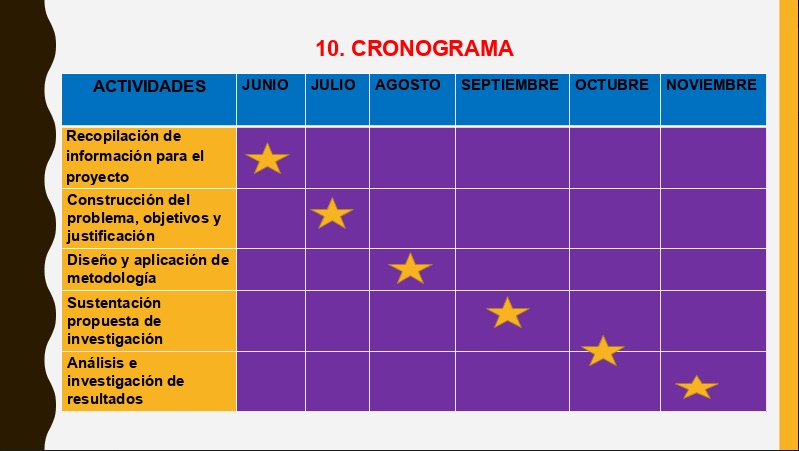 10. CRONOGRAMA
ACTIVIDADES JUNIO JULIO AGOSTO SEPTIEMBRE OCTUBRE NOVIEMBRE
Recopilación de
información para el
proyecto
Construcción del
problema, objetivos y
justificación
Diseño y aplicación de
metodología
Sustentación
propuesta de
investigación
Análisis e
investigación de
resultados